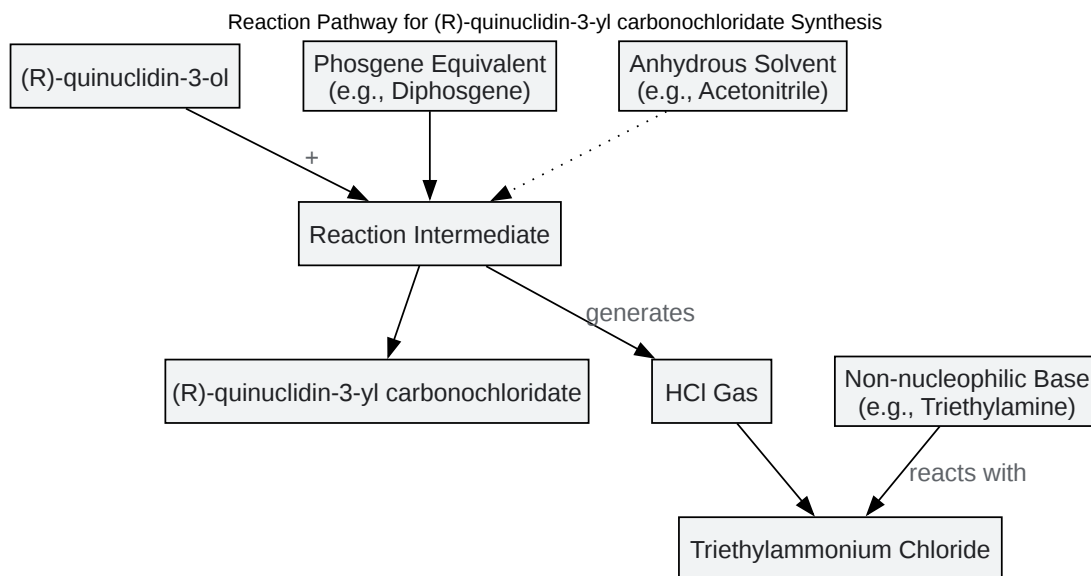 Reaction Pathway for (R)-quinuclidin-3-yl carbonochloridate Synthesis
(R)-quinuclidin-3-ol
Phosgene Equivalent
(e.g., Diphosgene)
Anhydrous Solvent
(e.g., Acetonitrile)
+
Reaction Intermediate
generates
(R)-quinuclidin-3-yl carbonochloridate
HCl Gas
Non-nucleophilic Base
(e.g., Triethylamine)
reacts with
Triethylammonium Chloride